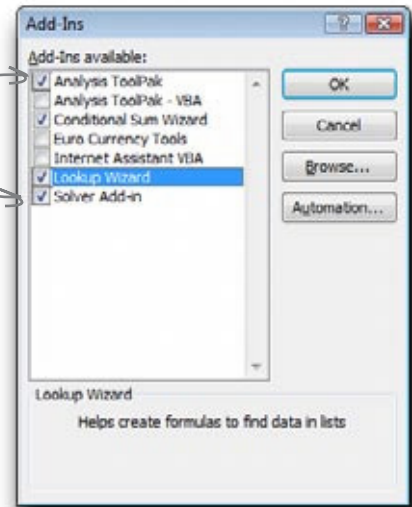 Add-Ins
Add-Ins available:
Analysis ToolPak
Analysis ToolPak - VBA
Conditional Sum Wizard
Euro Currency Tools
Internet Assistant VBA
Lookup Wizard
Solver Add-in
OK
Cancel
Browse...
Automation...
Lookup Wizard
Helps create formulas to find data in lists